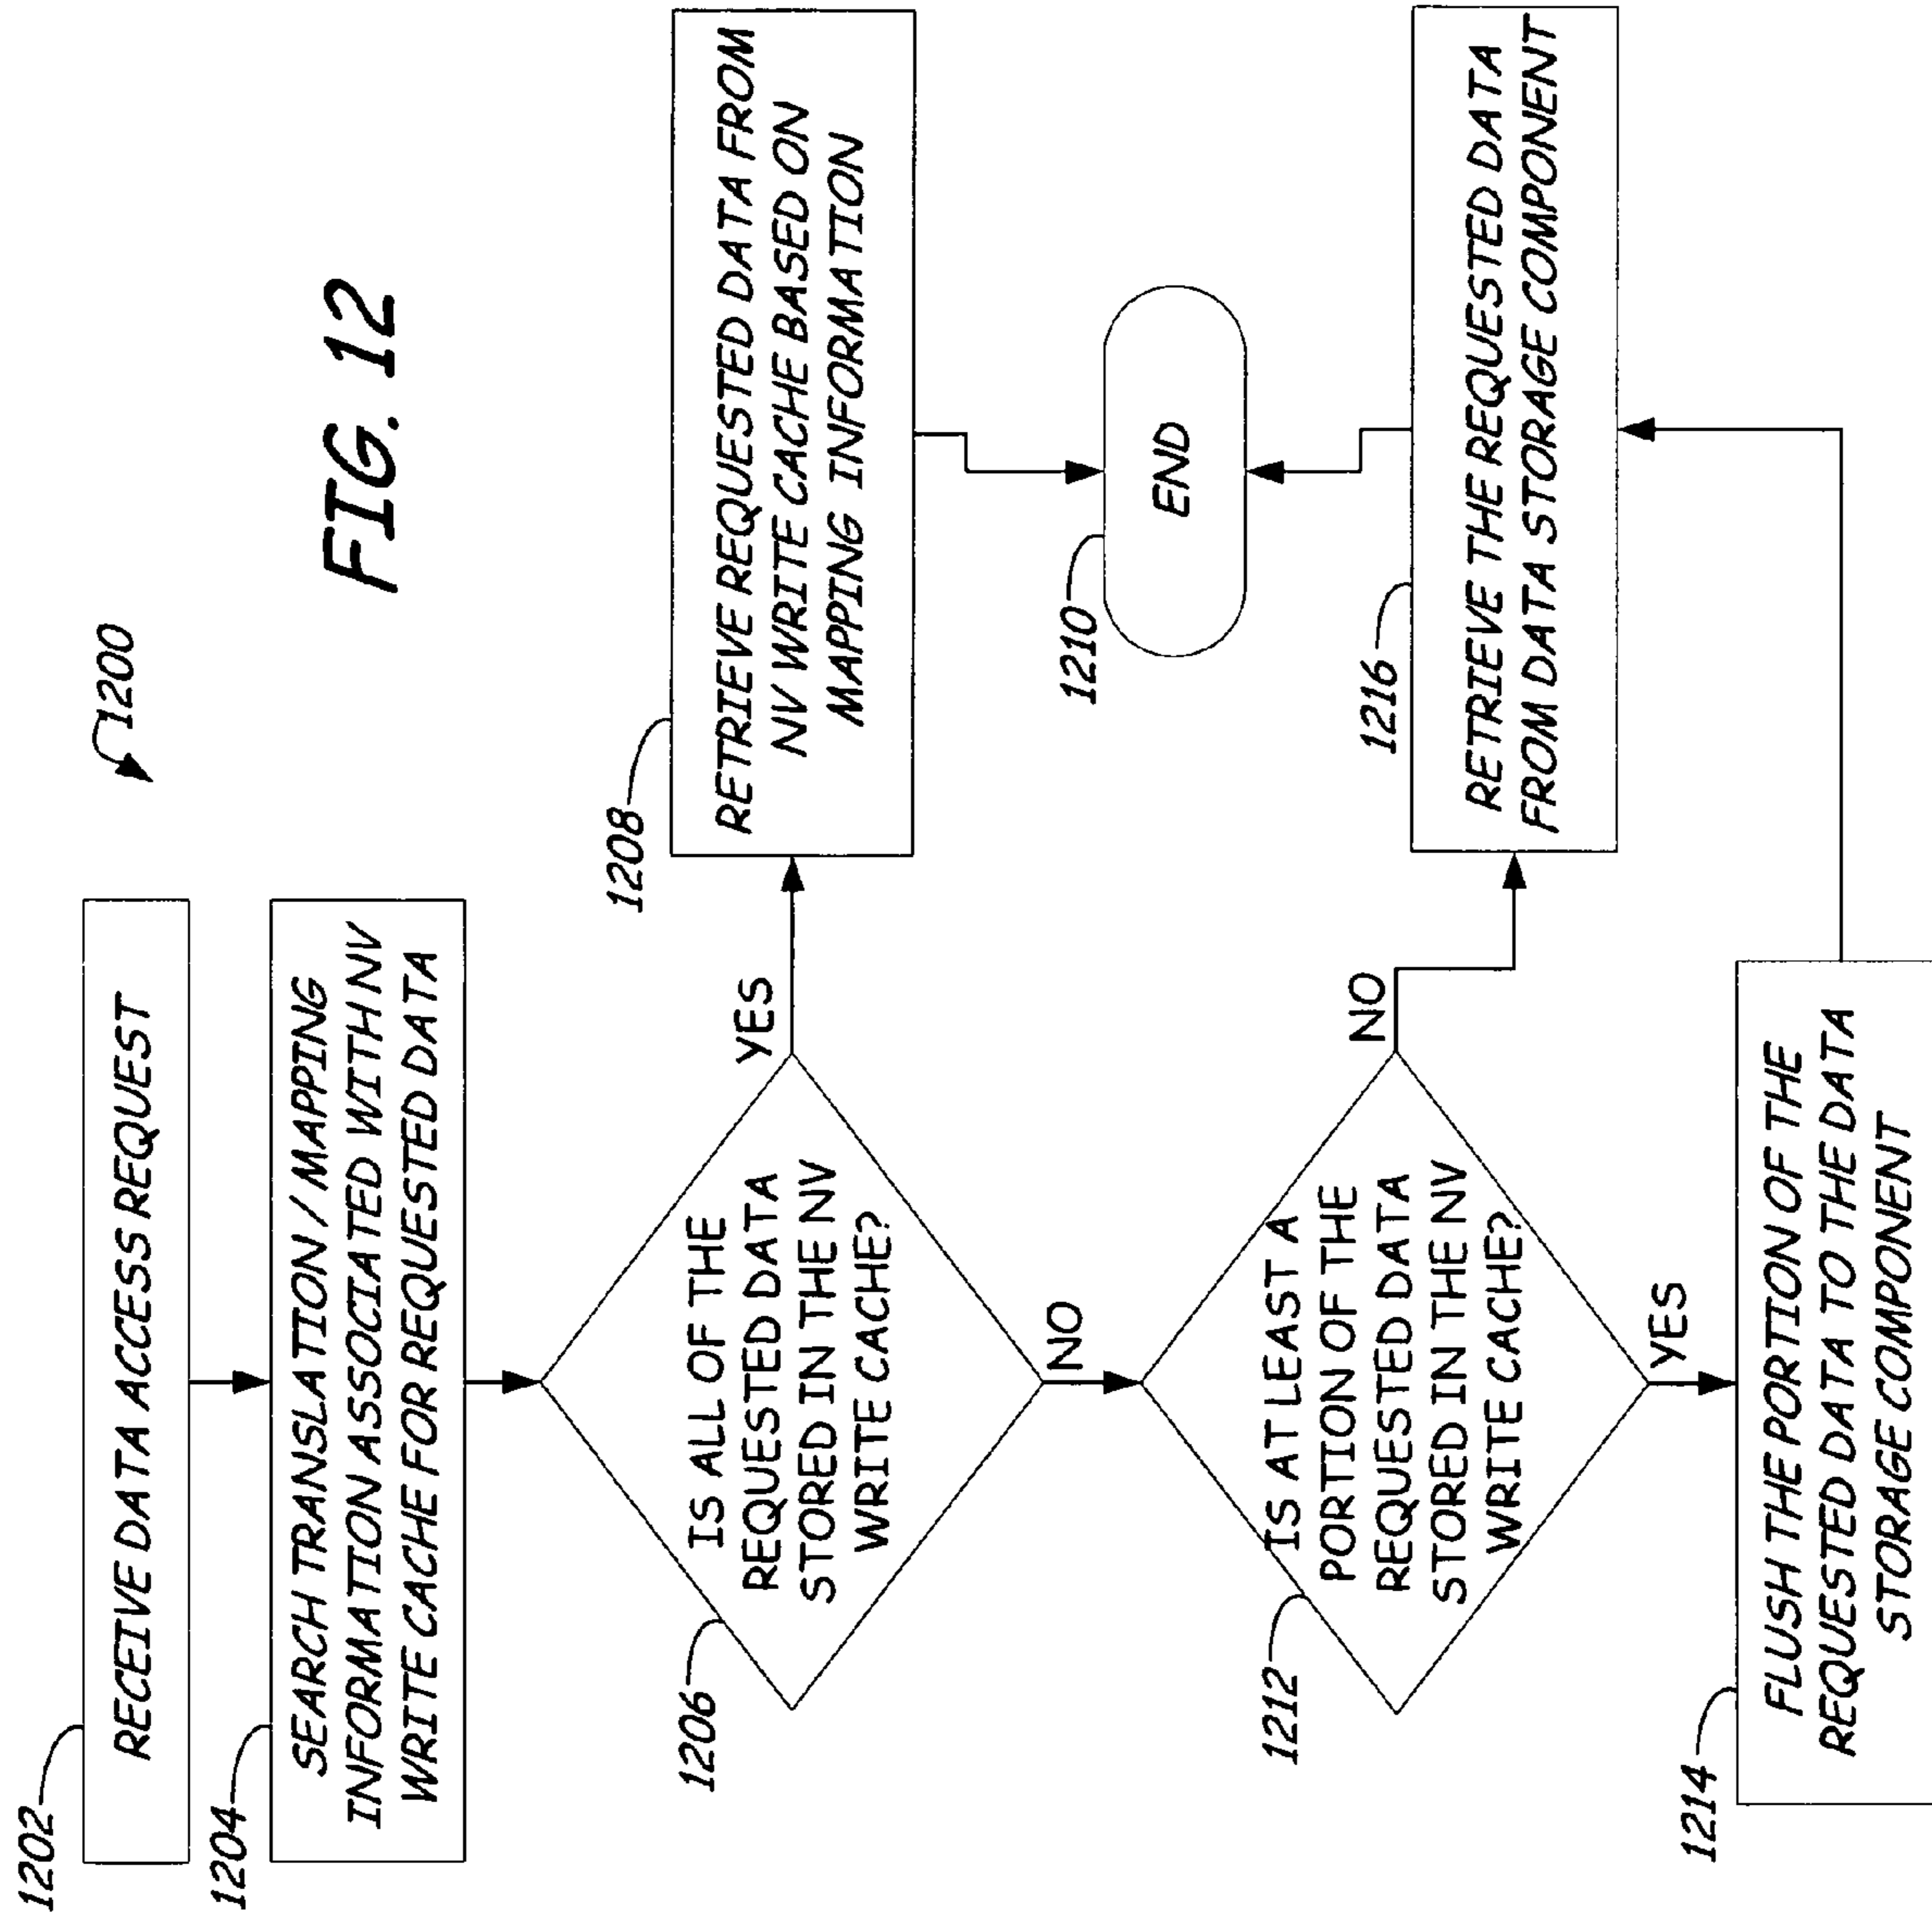 1200
FIG. 12
1202
RECEIVE DATA ACCESS REQUEST
1204
SEARCH TRANSLATION / MAPPING
INFORMATION ASSOCIATED WITH NV
WRITE CACHE FOR REQUESTED DATA
1206
IS ALL OF THE
REQUESTED DATA
STORED IN THE NV
WRITE CACHE?
YES
1208
RETRIEVE REQUESTED DATA FROM
NV WRITE CACHE BASED ON
MAPPING INFORMATION
NO
1210
END
1212
IS AT LEAST A
PORTION OF THE
REQUESTED DATA
STORED IN THE NV
WRITE CACHE?
NO
1216
RETRIEVE THE REQUESTED DATA
FROM DATA STORAGE COMPONENT
YES
1214
FLUSH THE PORTION OF THE
REQUESTED DATA TO THE DATA
STORAGE COMPONENT